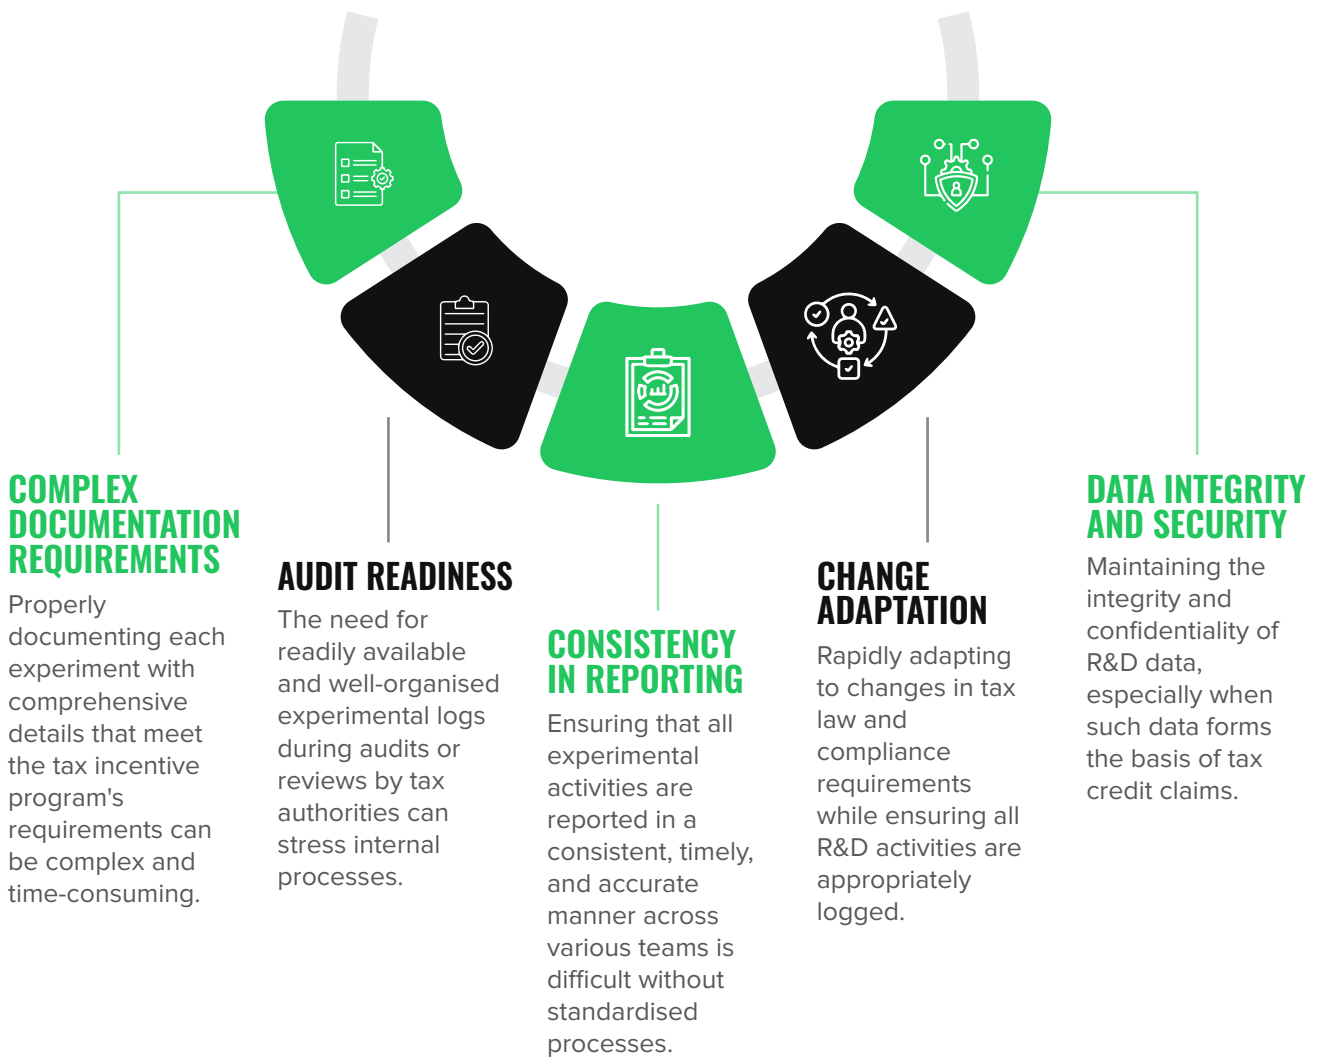 COMPLEX
DOCUMENTATION
REQUIREMENTS
Properly
documenting each
experiment with
comprehensive
details that meet
the tax incentive
program's
requirements can
be complex and
time-consuming.
AUDIT READINESS
The need for
readily available
and well-organised
experimental logs
during audits or
reviews by tax
authorities can
stress internal
processes.
CONSISTENCY
IN REPORTING
Ensuring that all
experimental
activities are
reported in a
consistent, timely,
and accurate
manner across
various teams is
difficult without
standardised
processes.
CHANGE
ADAPTATION
Rapidly adapting
to changes in tax
law and
compliance
requirements
while ensuring all
R&D activities are
appropriately
logged.
DATA INTEGRITY
AND SECURITY
Maintaining the
integrity and
confidentiality of
R&D data,
especially when
such data forms
the basis of tax
credit claims.